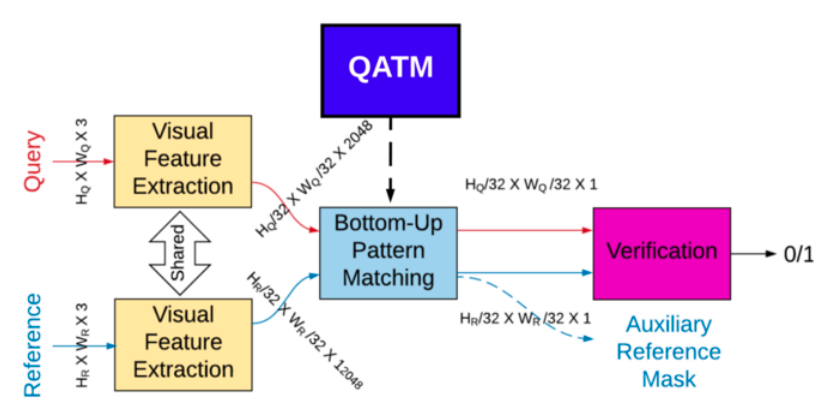 QATM
Query
H_Q X W_Q X 3
Visual
Feature
Extraction
H_Q/32 X W_Q/32 X 2048
Shared
Bottom-Up
Pattern
Matching
H_Q/32 X W_Q/32 X 1
Verification
0/1
Reference
H_R X W_R X 3
Visual
Feature
Extraction
H_R/32 X W_R/32 X 12048
H_R/32 X W_R/32 X 1
Auxiliary
Reference
Mask